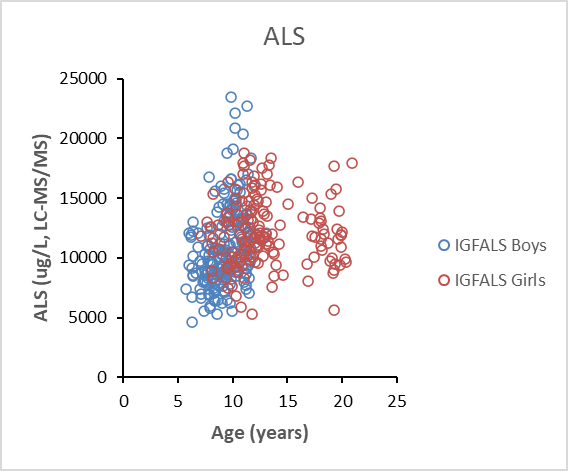 ALS
25000
20000
15000
10000
5000
0
0 5 10 15 20 25
ALS (ug/L, LC-MS/MS)
Age (years)
IGFALS Boys
IGFALS Girls